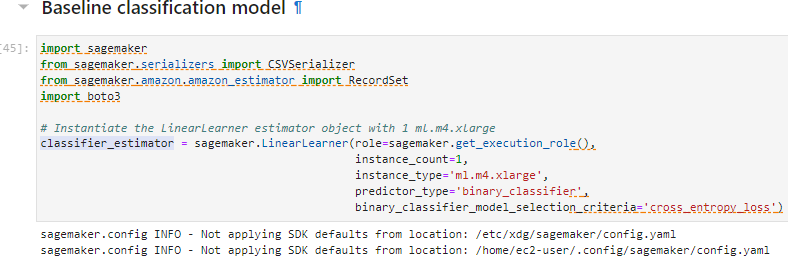 Baseline classification model ¶
[45]:
import sagemaker
from sagemaker.serializers import CSVSerializer
from sagemaker.amazon.amazon_estimator import RecordSet
import boto3
# Instantiate the LinearLearner estimator object with 1 ml.m4.xlarge
classifier_estimator = sagemaker.LinearLearner(role=sagemaker.get_execution_role(),
instance_count=1,
instance_type='ml.m4.xlarge',
predictor_type='binary_classifier',
binary_classifier_model_selection_criteria='cross_entropy_loss')
sagemaker.config INFO - Not applying SDK defaults from location: /etc/xdg/sagemaker/config.yaml
sagemaker.config INFO - Not applying SDK defaults from location: /home/ec2-user/.config/sagemaker/config.yaml